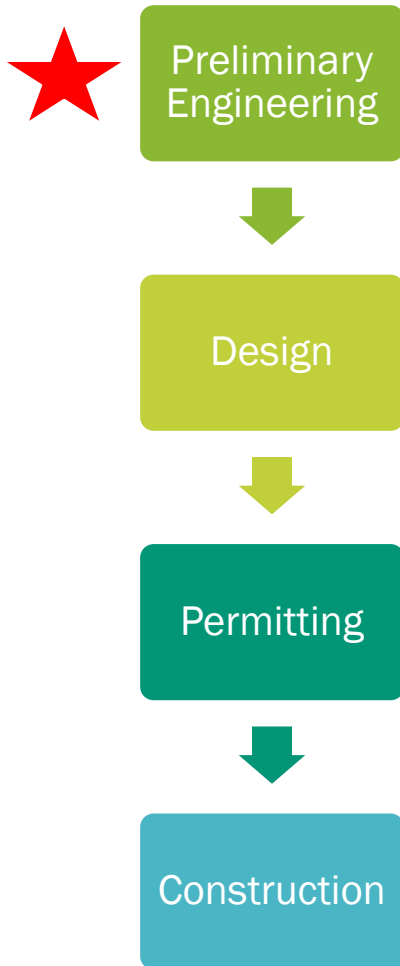 Preliminary
Engineering
Design
Permitting
Construction